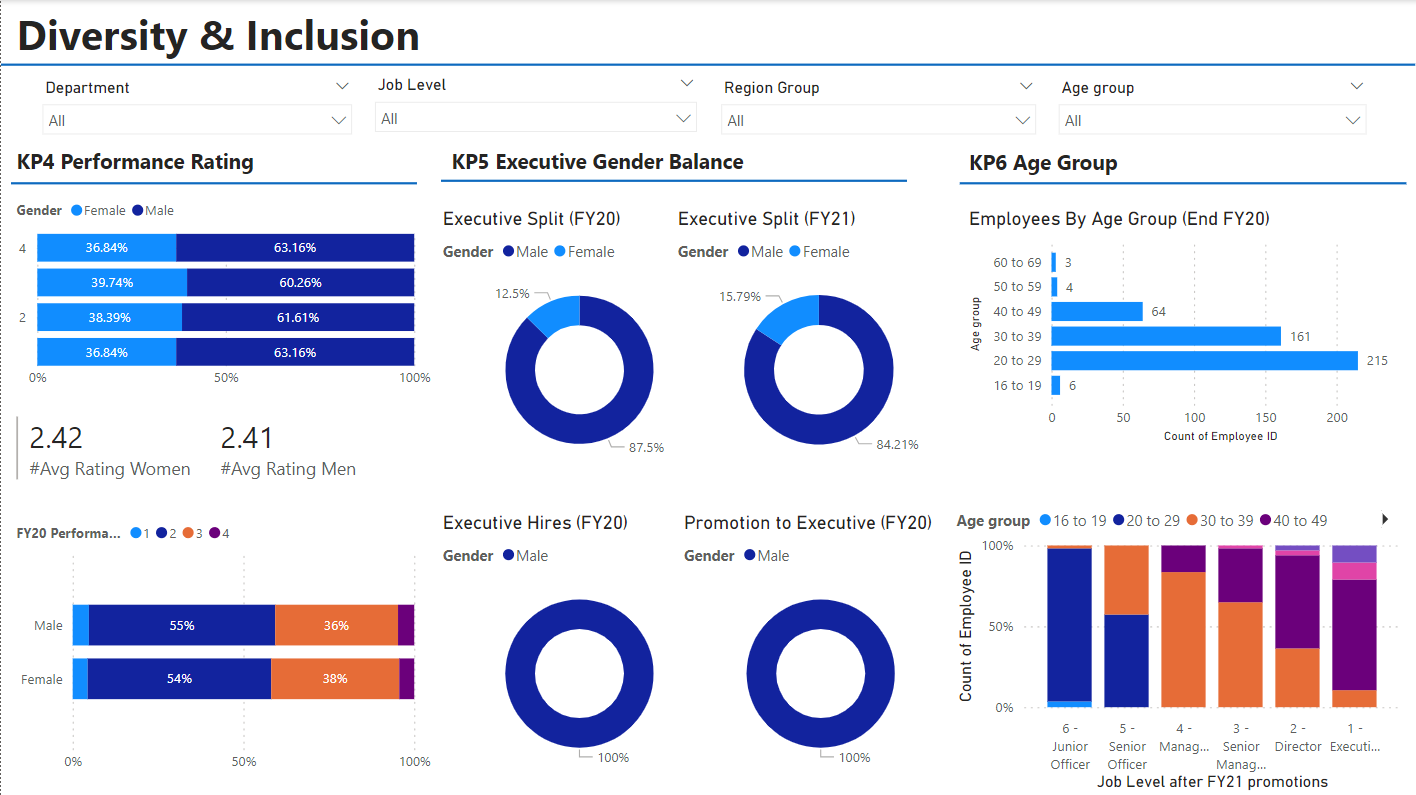 Diversity & Inclusion
Department
All
Job Level
All
Region Group
All
Age group
All
KP4 Performance Rating
Gender Female Male
4 36.84% 63.16%
39.74% 60.26%
2 38.39% 61.61%
36.84% 63.16%
0% 50% 100%
2.42 2.41
#Avg Rating Women #Avg Rating Men
FY20 Performa... 1 2 3 4
Male 55% 36%
Female 54% 38%
0% 50% 100%
KP5 Executive Gender Balance
Executive Split (FY20)
Gender Male Female
12.5%
87.5%
Executive Split (FY21)
Gender Male Female
15.79%
84.21%
Executive Hires (FY20)
Gender Male
100%
Promotion to Executive (FY20)
Gender Male
100%
KP6 Age Group
Employees By Age Group (End FY20)
Age group
60 to 69 3
50 to 59 4
40 to 49 64
30 to 39 161
20 to 29 215
16 to 19 6
0 50 100 150 200
Count of Employee ID
Age group 16 to 19 20 to 29 30 to 39 40 to 49
Count of Employee ID
100%
50%
0%
6 - Junior Officer
5 - Senior Officer
4 - Manag...
3 - Senior Manag...
2 - Director
1 - Executi...
Job Level after FY21 promotions